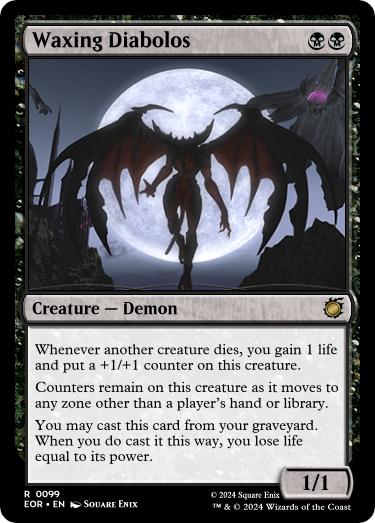 Waxing Diabolos
Creature — Demon
Whenever another creature dies, you gain 1 life
and put a +1/+1 counter on this creature.
Counters remain on this creature as it moves to
any zone other than a player's hand or library.
You may cast this card from your graveyard.
When you do cast it this way, you lose life
equal to its power.
1/1
R 0099
EOR • EN Square Enix
© 2024 Square Enix
™ & © 2024 Wizards of the Coast